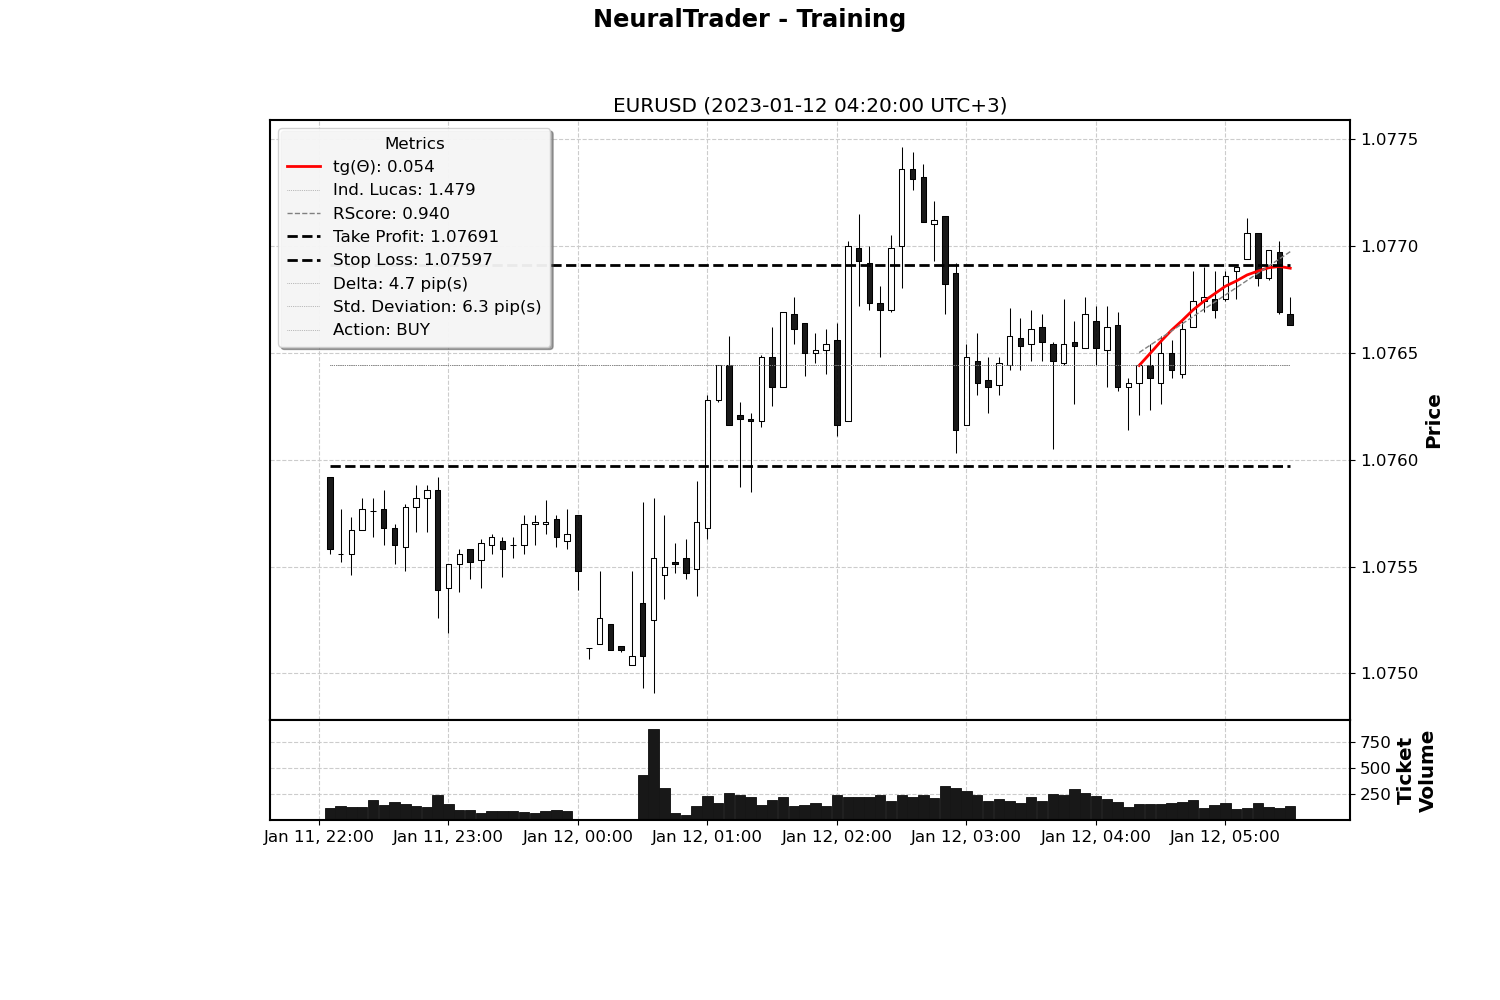 NeuralTrader - Training
EURUSD (2023-01-12 04:20:00 UTC+3)
Metrics
tg(Θ): 0.054
Ind. Lucas: 1.479
RScore: 0.940
Take Profit: 1.07691
Stop Loss: 1.07597
Delta: 4.7 pip(s)
Std. Deviation: 6.3 pip(s)
Action: BUY
1.0775
1.0770
1.0765
1.0760
1.0755
1.0750
Price
750
500
250
Ticket
Volume
Jan 11, 22:00
Jan 11, 23:00
Jan 12, 00:00
Jan 12, 01:00
Jan 12, 02:00
Jan 12, 03:00
Jan 12, 04:00
Jan 12, 05:00